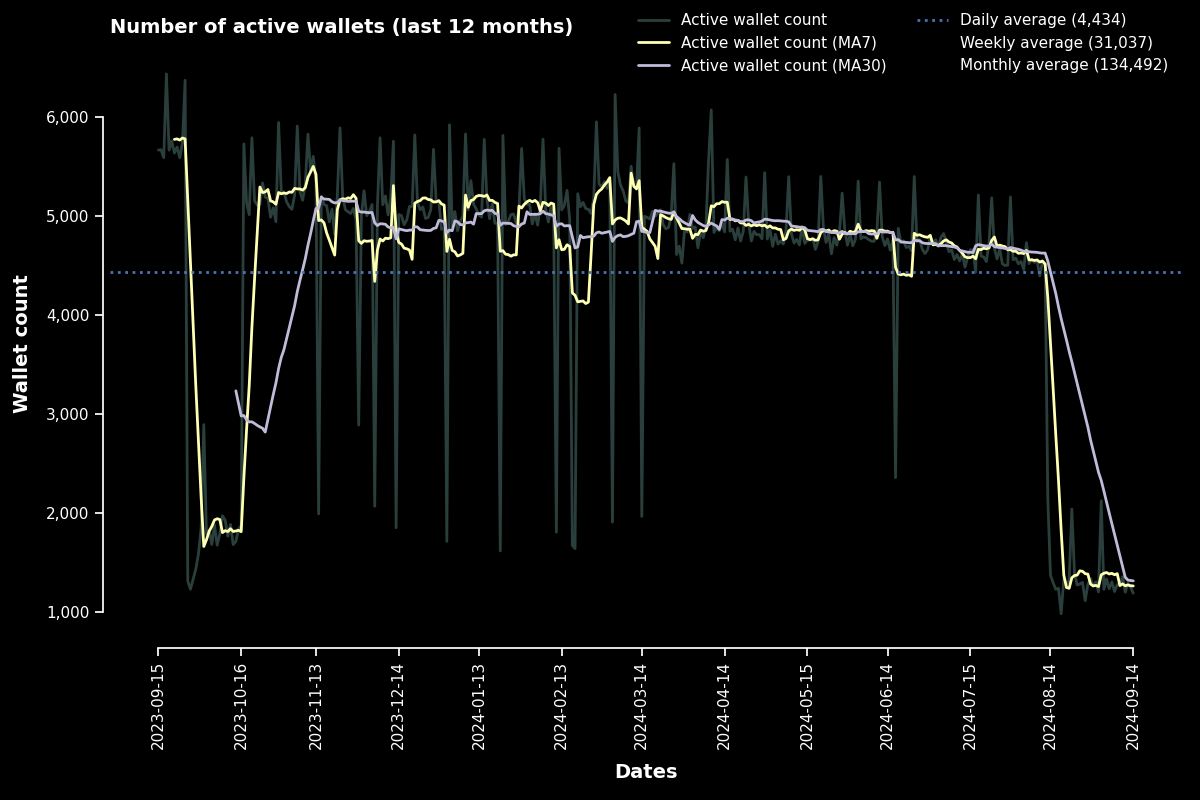 Number of active wallets (last 12 months)
Active wallet count
Active wallet count (MA7)
Active wallet count (MA30)
Daily average (4,434)
Weekly average (31,037)
Monthly average (134,492)
Wallet count
6,000
5,000
4,000
3,000
2,000
1,000
2023-09-15
2023-10-16
2023-11-13
2023-12-14
2024-01-13
2024-02-13
2024-03-14
2024-04-14
2024-05-15
2024-06-14
2024-07-15
2024-08-14
2024-09-14
Dates